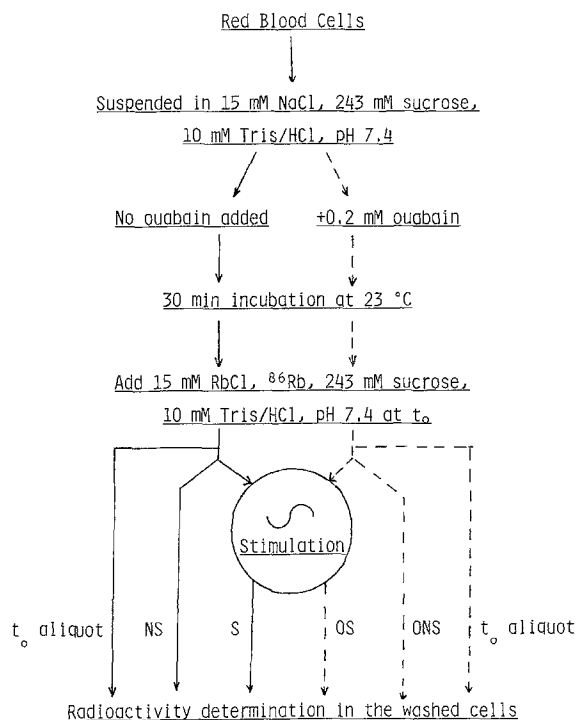 Red Blood Cells
Suspended in 15 mM NaCl, 243 mM sucrose,
10 mM Tris/HCl, pH 7.4
No ouabain added +0.2 mM ouabain
30 min incubation at 23 °C
Add 15 mM RbCl, ⁸⁶Rb, 243 mM sucrose,
10 mM Tris/HCl, pH 7.4 at t₀
Stimulation
t₀ aliquot NS S OS ONS t₀ aliquot
Radioactivity determination in the washed cells